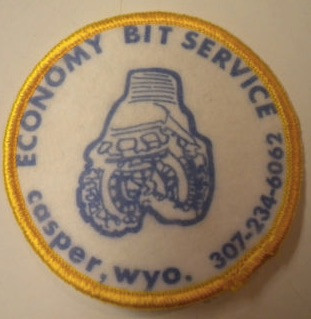 ECONOMY BIT SERVICE
casper, wyo. 307-234-6062